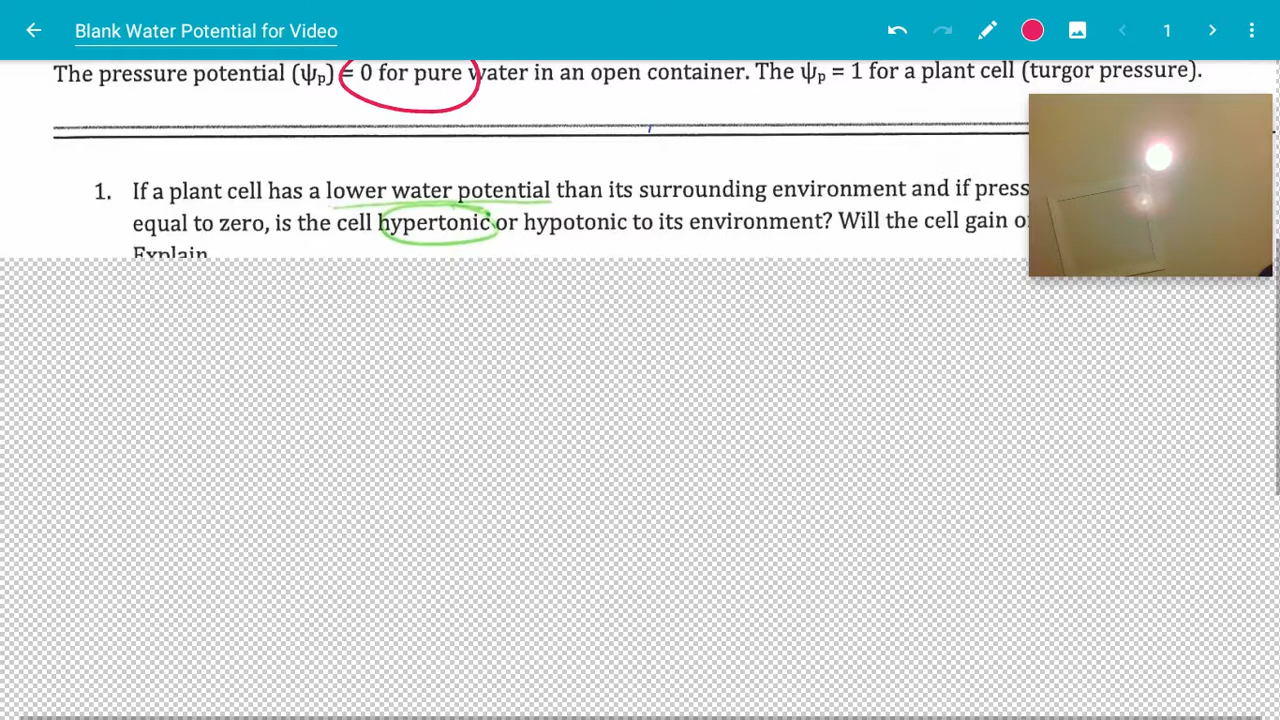 Blank Water Potential for Video
1
The pressure potential (ψp) = 0 for pure water in an open container. The ψp = 1 for a plant cell (turgor pressure).
1. If a plant cell has a lower water potential than its surrounding environment and if press
equal to zero, is the cell hypertonic or hypotonic to its environment? Will the cell gain o
Explain